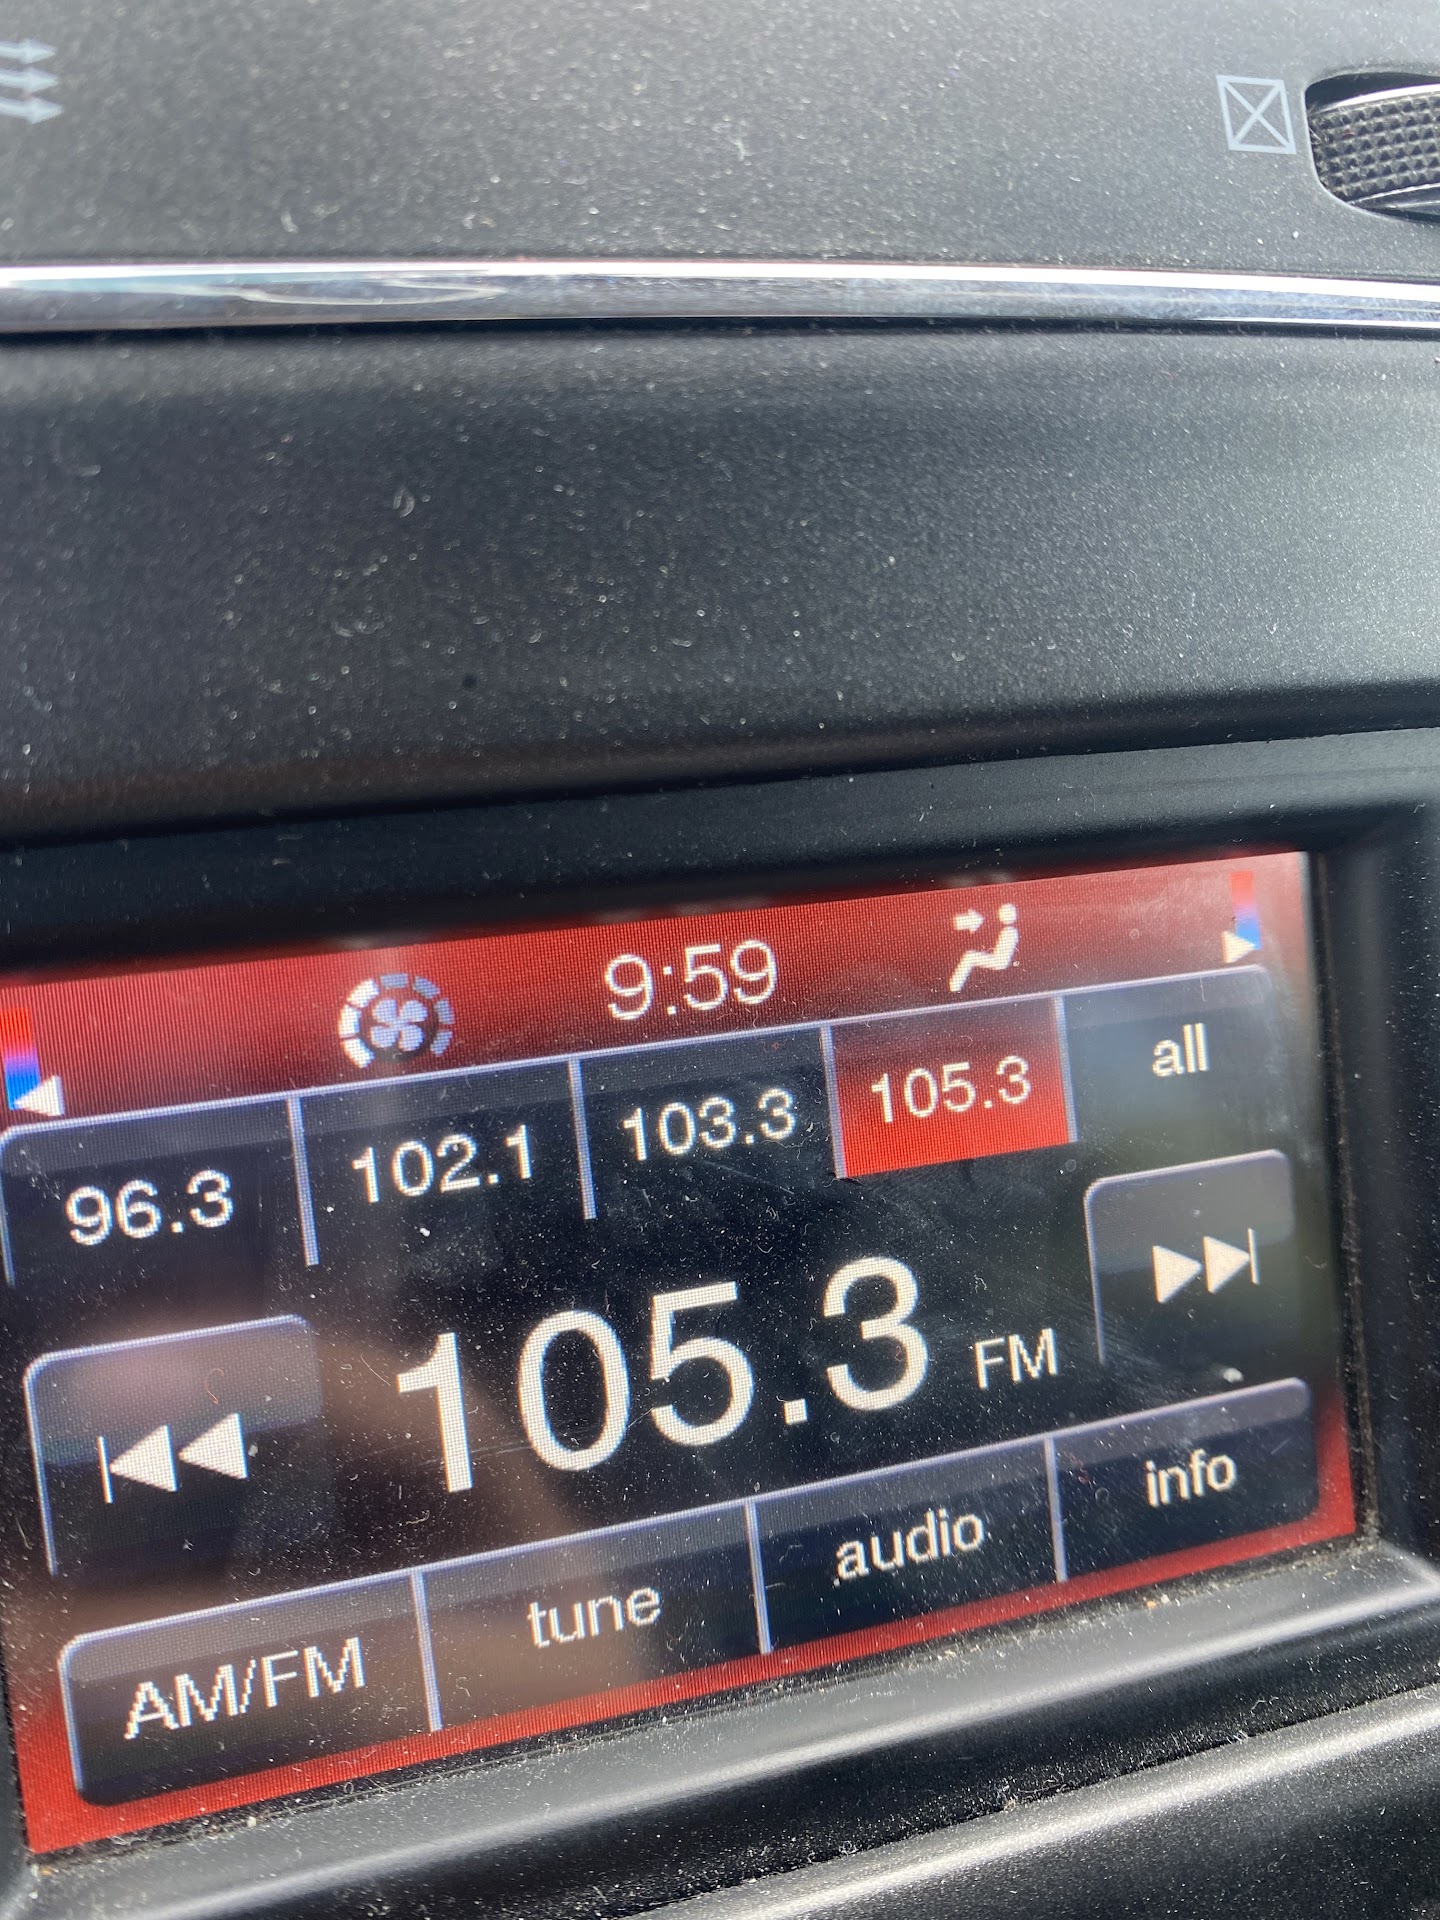 9:59
96.3 102.1 103.3 105.3 all
105.3 FM
AM/FM tune audio info